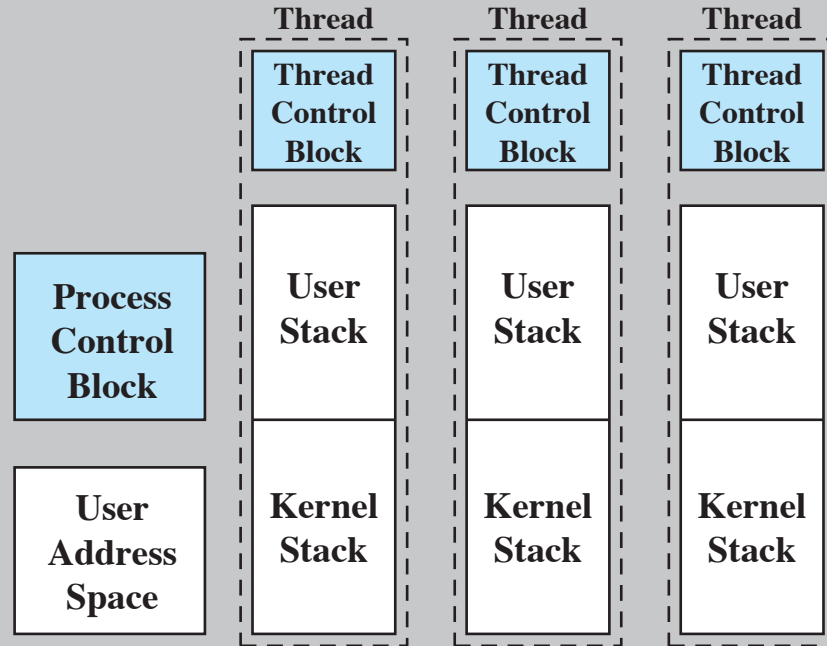 Thread
Thread
Thread
Thread
Control
Block
Thread
Control
Block
Thread
Control
Block
Process
Control
Block
User
Address
Space
User
Stack
Kernel
Stack
User
Stack
Kernel
Stack
User
Stack
Kernel
Stack